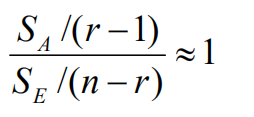 S_A /(r − 1)
S_E /(n − r) ≈ 1